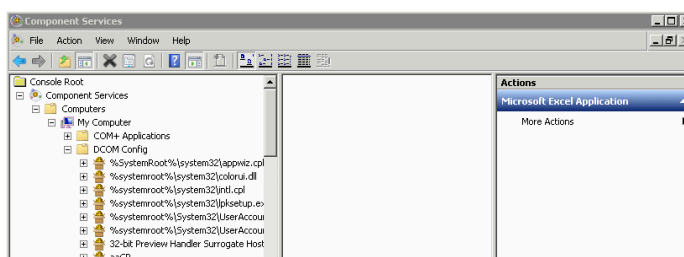 Component Services
File Action View Window Help
Console Root
Component Services
Computers
My Computer
COM+ Applications
DCOM Config
%SystemRoot%\system32\appwiz.cpl
%systemroot%\system32\colorui.dll
%systemroot%\system32\intl.cpl
%systemroot%\system32\lpksetup.ex
%systemroot%\System32\UserAccou
%systemroot%\System32\UserAccou
32-bit Preview Handler Surrogate Host
Actions
Microsoft Excel Application
More Actions